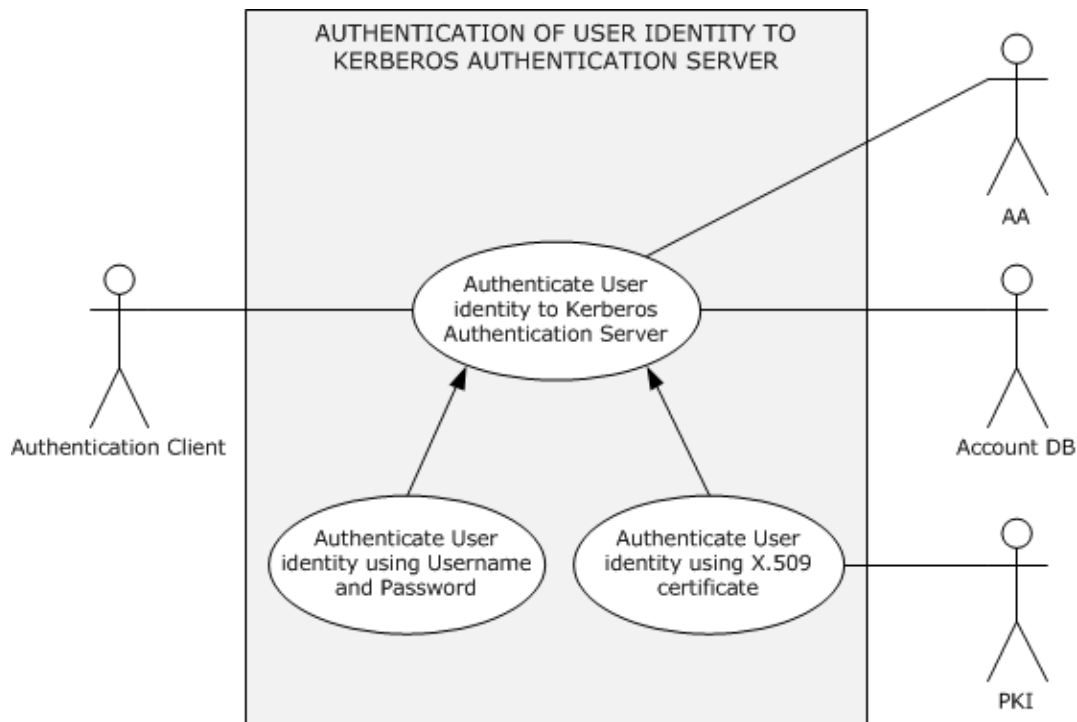 AUTHENTICATION OF USER IDENTITY TO
KERBEROS AUTHENTICATION SERVER
AA
Authenticate User
identity to Kerberos
Authentication Server
Authentication Client
Account DB
Authenticate User
identity using Username
and Password
Authenticate User
identity using X.509
certificate
PKI